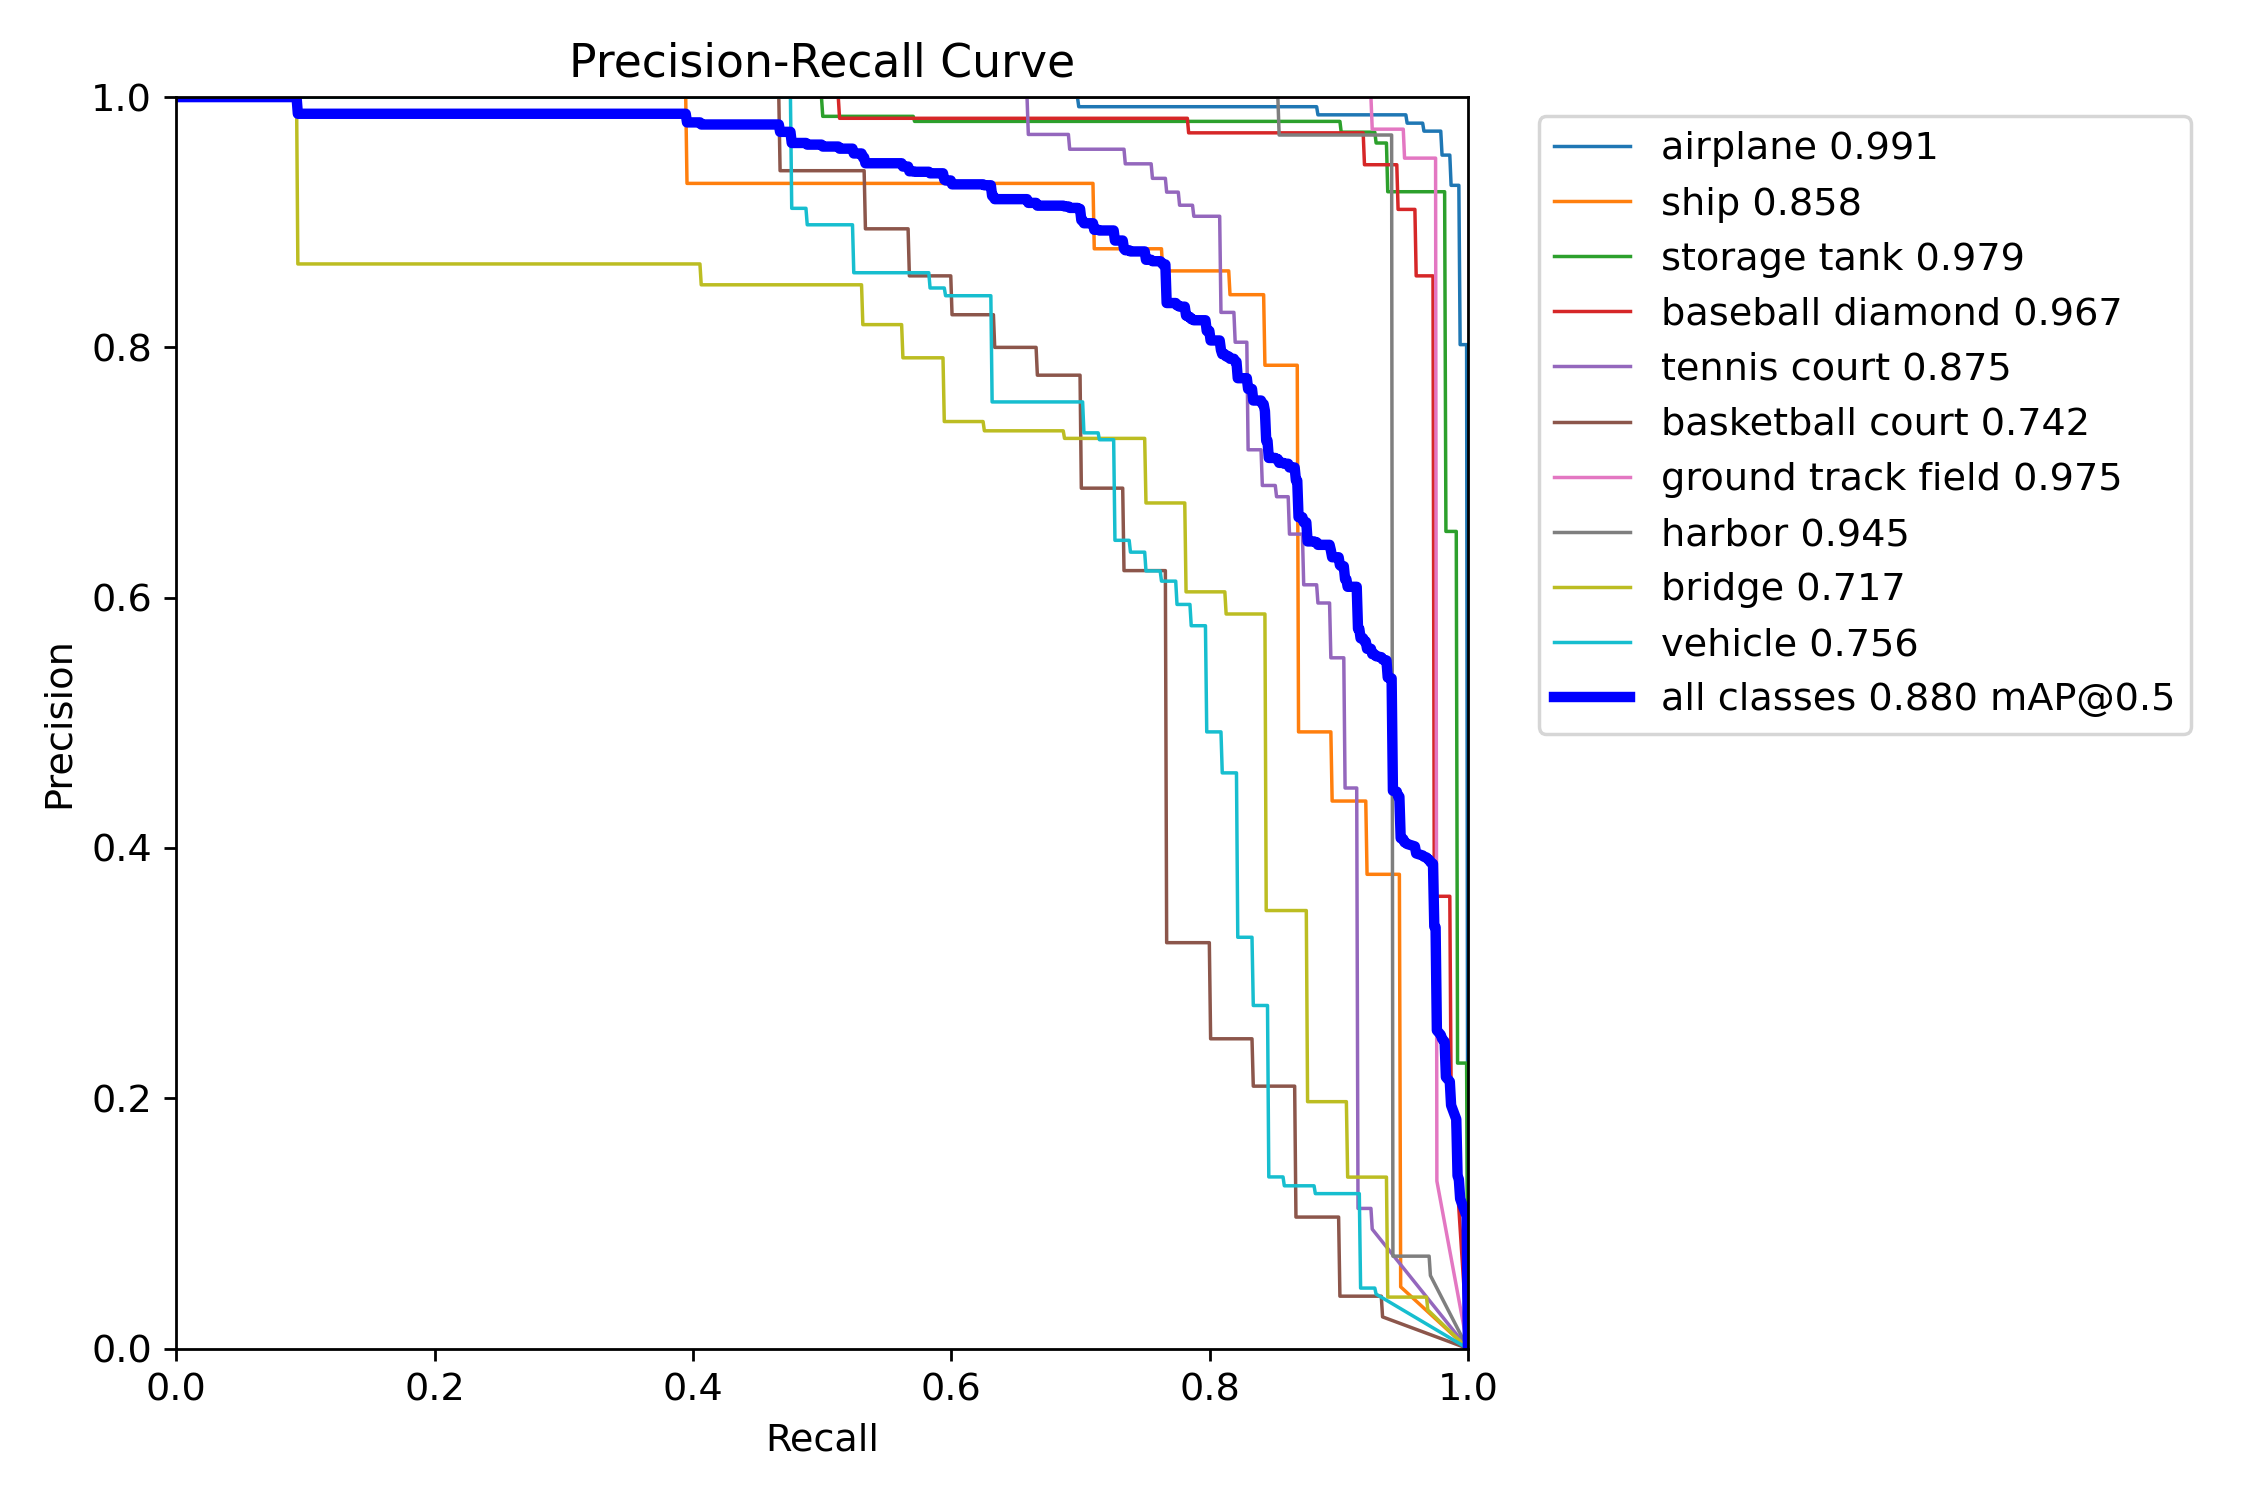 Precision-Recall Curve
1.0
0.8
0.6
0.4
0.2
0.0
Precision
0.0 0.2 0.4 0.6 0.8 1.0
Recall
airplane 0.991
ship 0.858
storage tank 0.979
baseball diamond 0.967
tennis court 0.875
basketball court 0.742
ground track field 0.975
harbor 0.945
bridge 0.717
vehicle 0.756
all classes 0.880 mAP@0.5